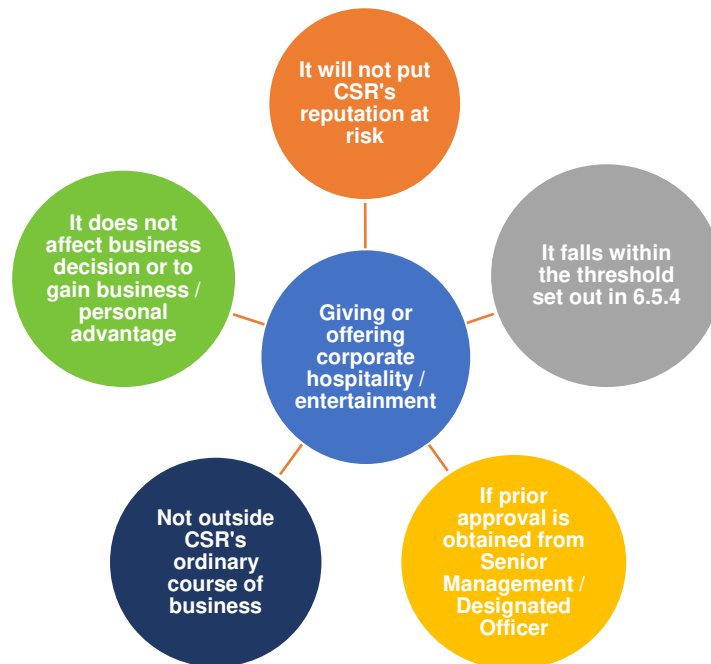 It will not put
CSR's
reputation at
risk
It does not
affect business
decision or to
gain business /
personal
advantage
It falls within
the threshold
set out in 6.5.4
Giving or
offering
corporate
hospitality /
entertainment
Not outside
CSR's
ordinary
course of
business
If prior
approval is
obtained from
Senior
Management /
Designated
Officer